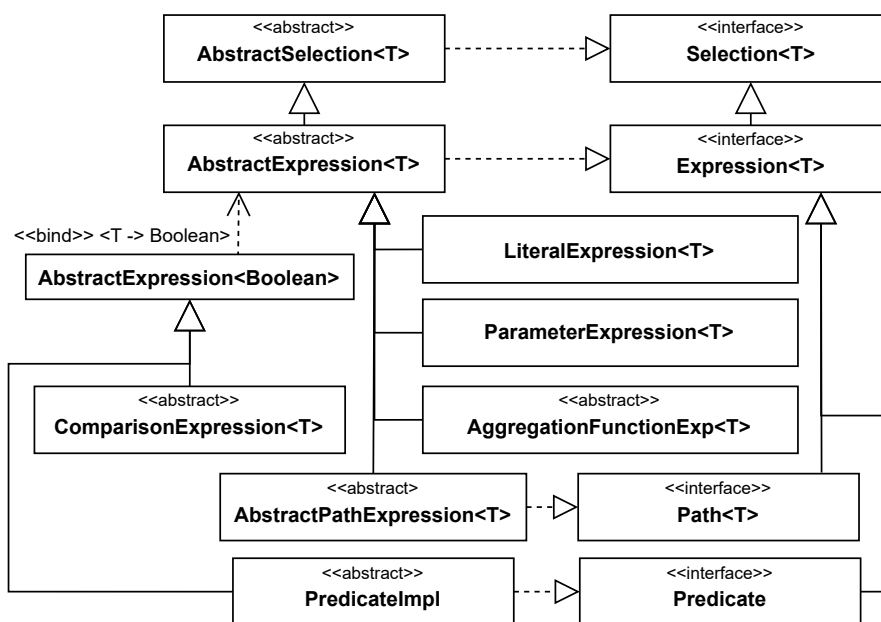 <<abstract>>
AbstractSelection<T>
<<interface>>
Selection<T>
<<abstract>>
AbstractExpression<T>
<<interface>>
Expression<T>
<<bind>> <T -> Boolean>
AbstractExpression<Boolean>
LiteralExpression<T>
ParameterExpression<T>
<<abstract>>
ComparisonExpression<T>
<<abstract>>
AggregationFunctionExp<T>
<<abstract>
AbstractPathExpression<T>
<<interface>>
Path<T>
<<abstract>>
PredicateImpl
<<interface>>
Predicate